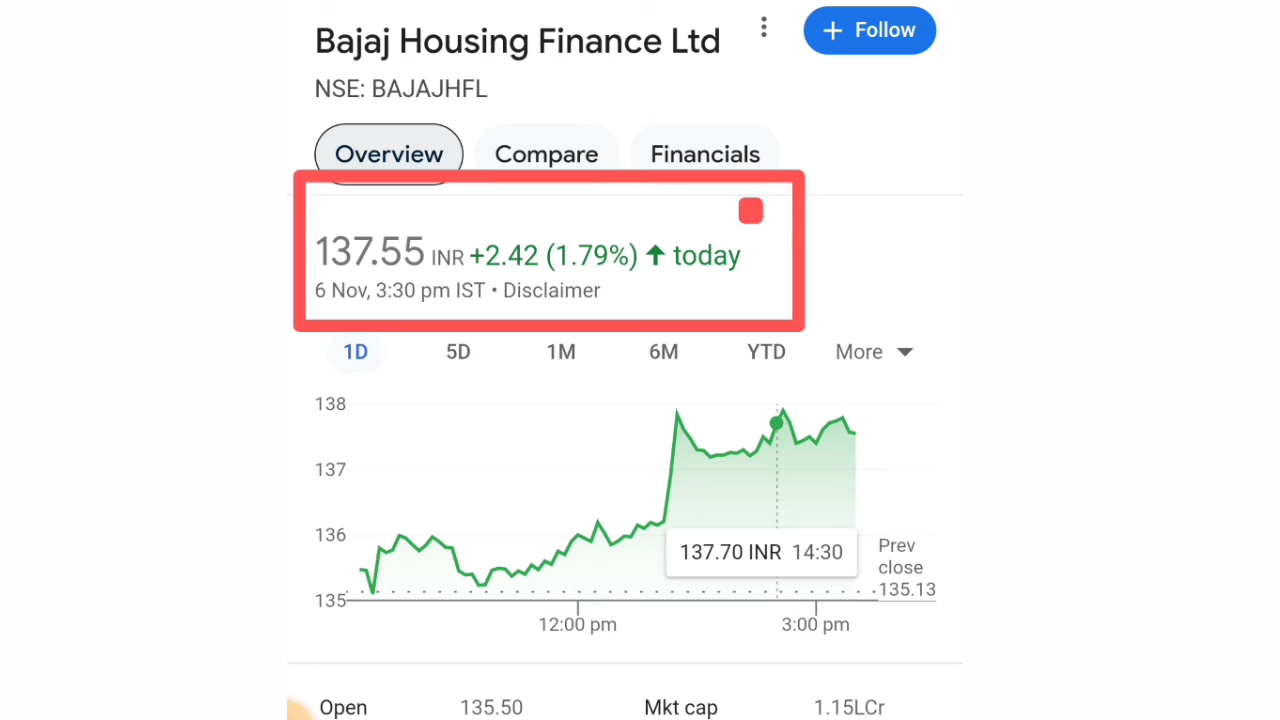 Bajaj Housing Finance Ltd
+ Follow
NSE: BAJAJHFL
Overview Compare Financials
137.55 INR +2.42 (1.79%) ↑ today
6 Nov, 3:30 pm IST • Disclaimer
1D 5D 1M 6M YTD More
138
137
136
135
137.70 INR 14:30
Prev
close
135.13
12:00 pm 3:00 pm
Open 135.50 Mkt cap 1.15LCr